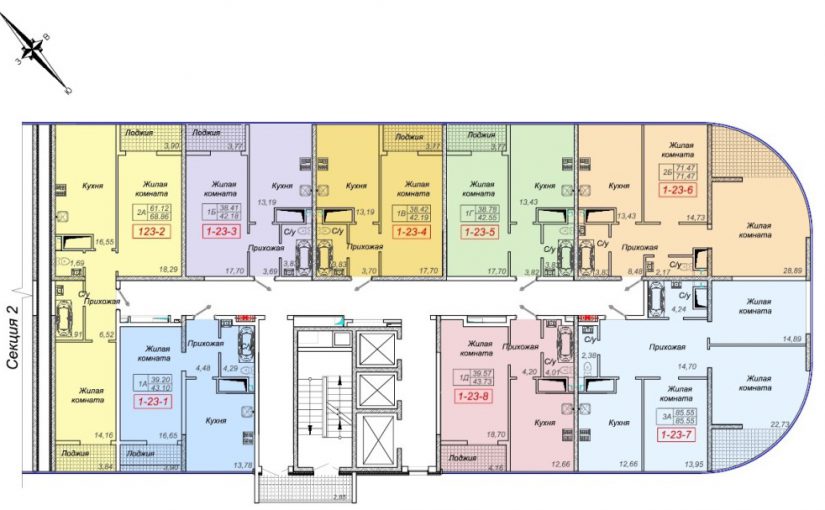 З
В
Ю
Секция 2
Кухня
16,55
1,69
Лоджия
3,90
Жилая
комната
2А
61.12
68.86
123-2
18,29
Лоджия
3,77
Жилая
комната
1Б
38.41
42.18
1-23-3
17,70
Кухня
13,19
С/у
3,82
Прихожая
3,69
Кухня
13,19
С/у
3,83
Прихожая
3,70
Лоджия
3,77
Жилая
комната
1В
38.42
42.19
1-23-4
17,70
Лоджия
3,77
Жилая
комната
1Г
38.78
42.55
1-23-5
17,70
Кухня
13,43
С/у
Прихожая
3,82
3,82
Кухня
13,43
С/у
3,83
Прихожая
8,48
Жилая
комната
2Б
71.47
71.47
1-23-6
14,73
2,17
С/у
Жилая
комната
28,89
С/у
Прихожая
3,91
6,52
Жилая
комната
14,16
Лоджия
3,84
Жилая
комната
1А
39.20
43.10
1-23-1
16,65
Лоджия
3,90
Прихожая
4,48
С/у
4,29
Кухня
13,78
2,85
Жилая
комната
1Д
39.57
43.73
1-23-8
18,70
Лоджия
4,16
Прихожая
4,20
С/у
4,01
Кухня
12,66
С/у
2,38
Прихожая
14,70
С/у
4,24
Кухня
12,66
Жилая
комната
3А
85.55
85.55
1-23-7
13,95
Жилая
комната
14,89
Жилая
комната
22,73